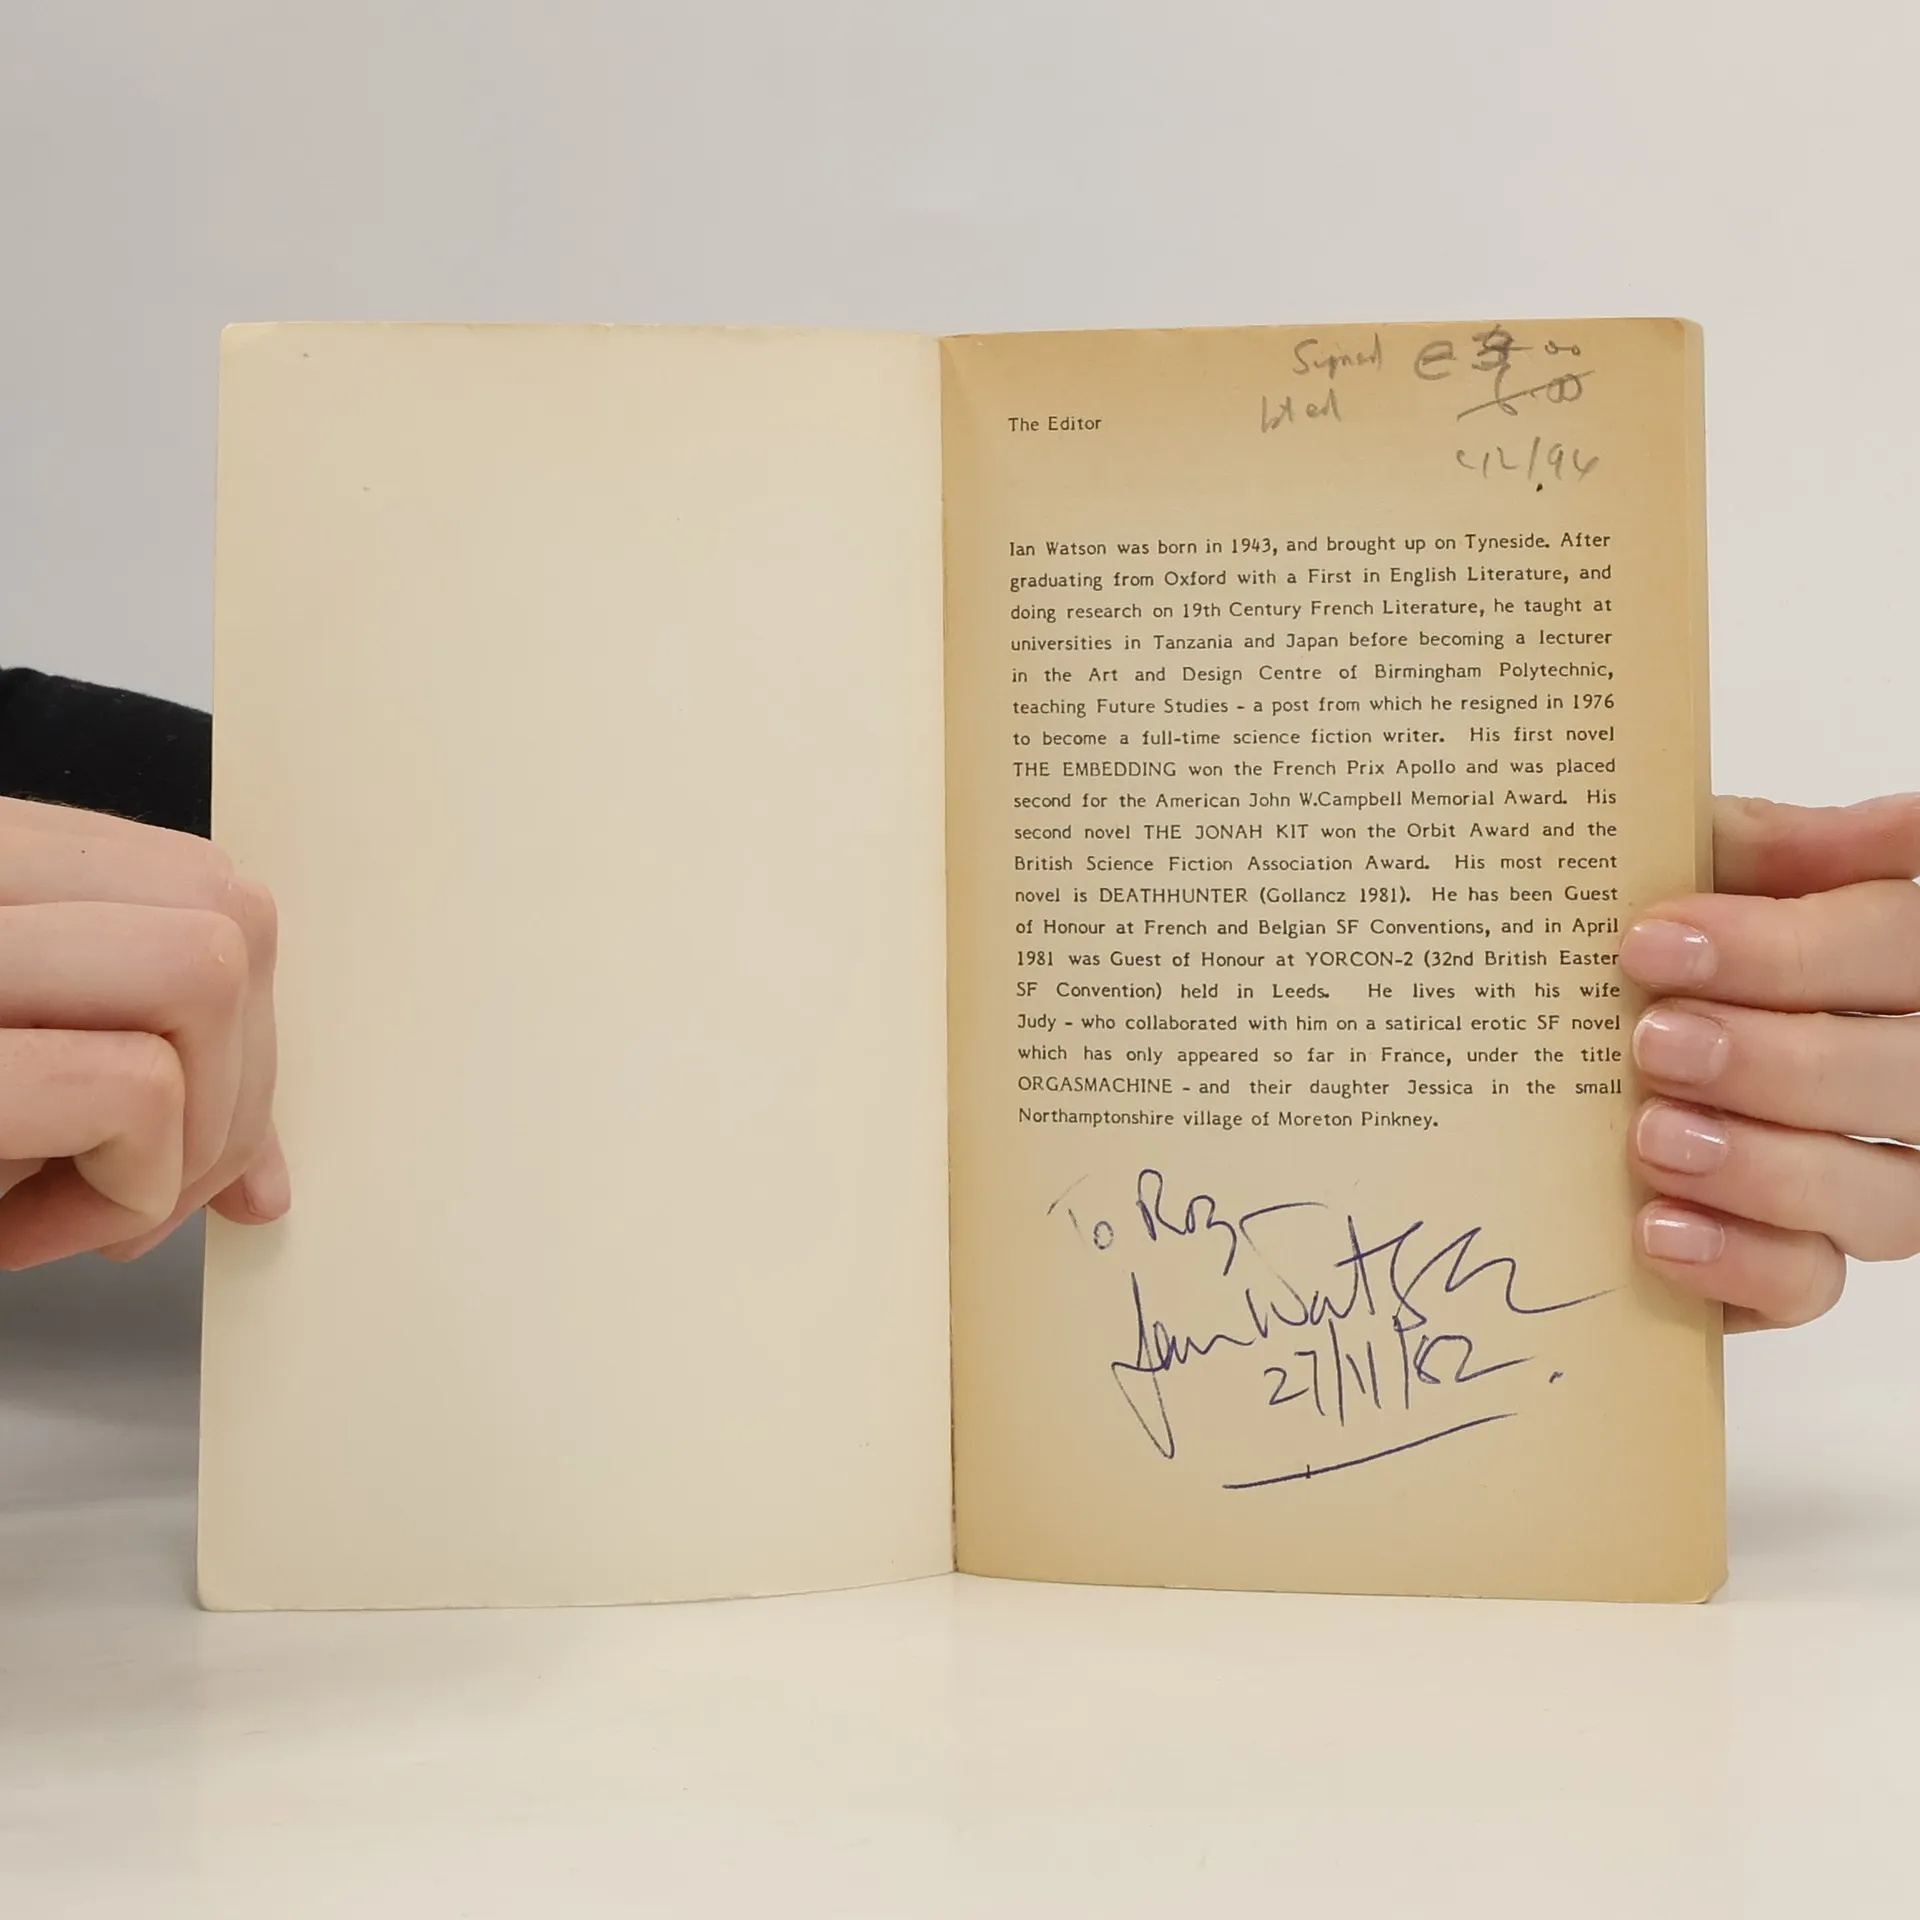 Signed
1st ed
The Editor
Ian Watson was born in 1943, and brought up on Tyneside. After
graduating from Oxford with a First in English Literature, and
doing research on 19th Century French Literature, he taught at
universities in Tanzania and Japan before becoming a lecturer
in the Art and Design Centre of Birmingham Polytechnic,
teaching Future Studies - a post from which he resigned in 1976
to become a full-time science fiction writer. His first novel
THE EMBEDDING won the French Prix Apollo and was placed
second for the American John W.Campbell Memorial Award. His
second novel THE JONAH KIT won the Orbit Award and the
British Science Fiction Association Award. His most recent
novel is DEATHHUNTER (Gollancz 1981). He has been Guest
of Honour at French and Belgian SF Conventions, and in April
1981 was Guest of Honour at YORCON-2 (32nd British Easter
SF Convention) held in Leeds. He lives with his wife
Judy - who collaborated with him on a satirical erotic SF novel
which has only appeared so far in France, under the title
ORGASMACHINE - and their daughter Jessica in the small
Northamptonshire village of Moreton Pinkney.
To Roger
Ian Watson
27/11/82